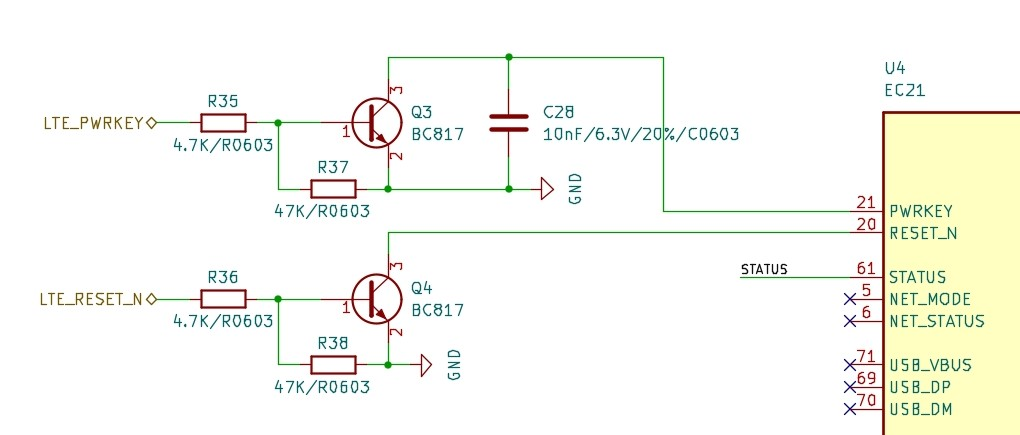 U4
EC21
R35
LTE_PWRKEY
4.7K/R0603
3
1
2
Q3
BC817
C28
10nF/6.3V/20%/C0603
R37
47K/R0603
GND
21
PWRKEY
20
RESET_N
STATUS
61
STATUS
5
NET_MODE
6
NET_STATUS
71
USB_VBUS
69
USB_DP
70
USB_DM
R36
LTE_RESET_N
4.7K/R0603
3
1
2
Q4
BC817
R38
47K/R0603
GND